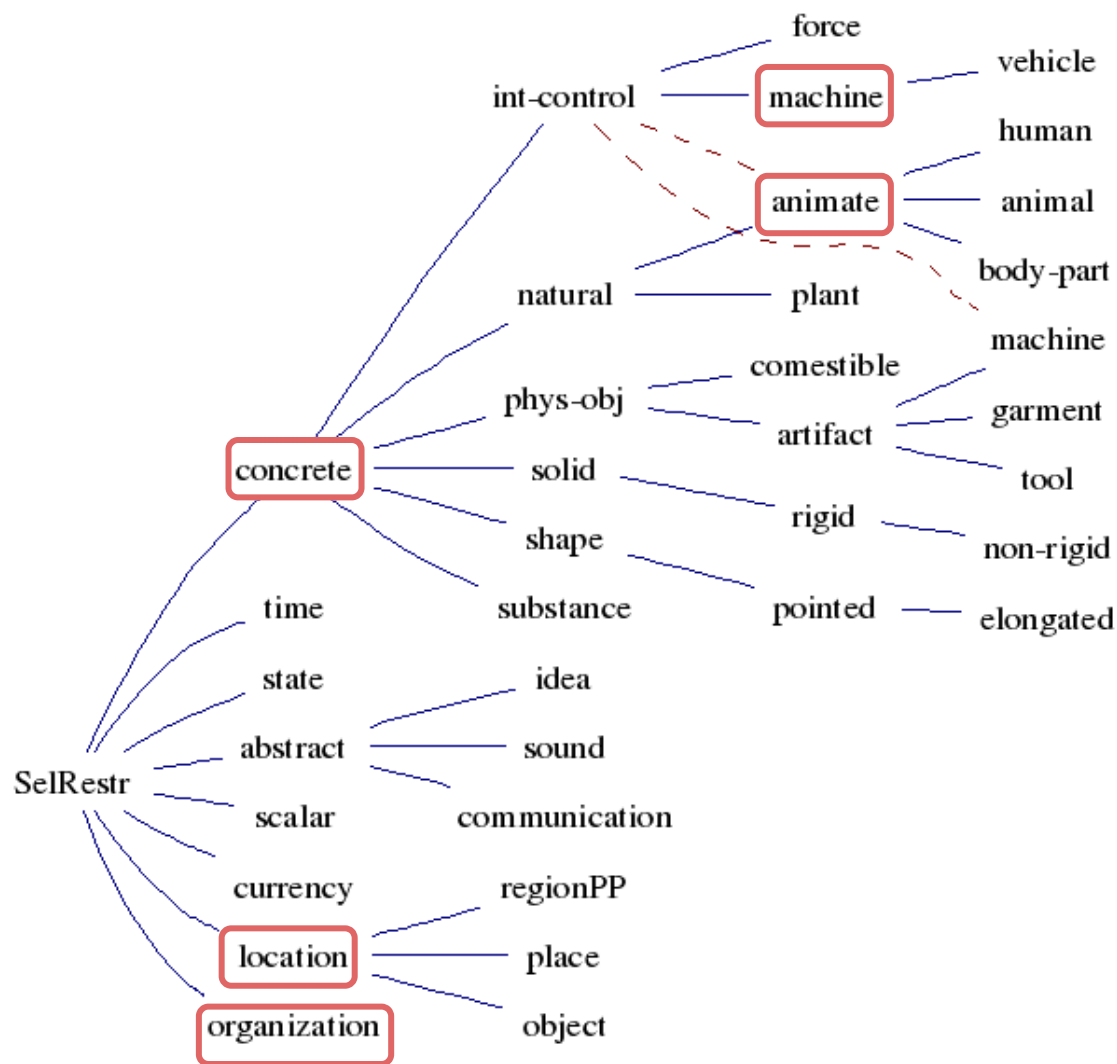 force
vehicle
int-control
machine
human
animate
animal
body-part
natural
plant
machine
comestible
phys-obj
garment
artifact
concrete
solid
tool
rigid
shape
non-rigid
time
substance
pointed
elongated
state
idea
abstract
sound
SelRestr
scalar
communication
currency
regionPP
location
place
organization
object